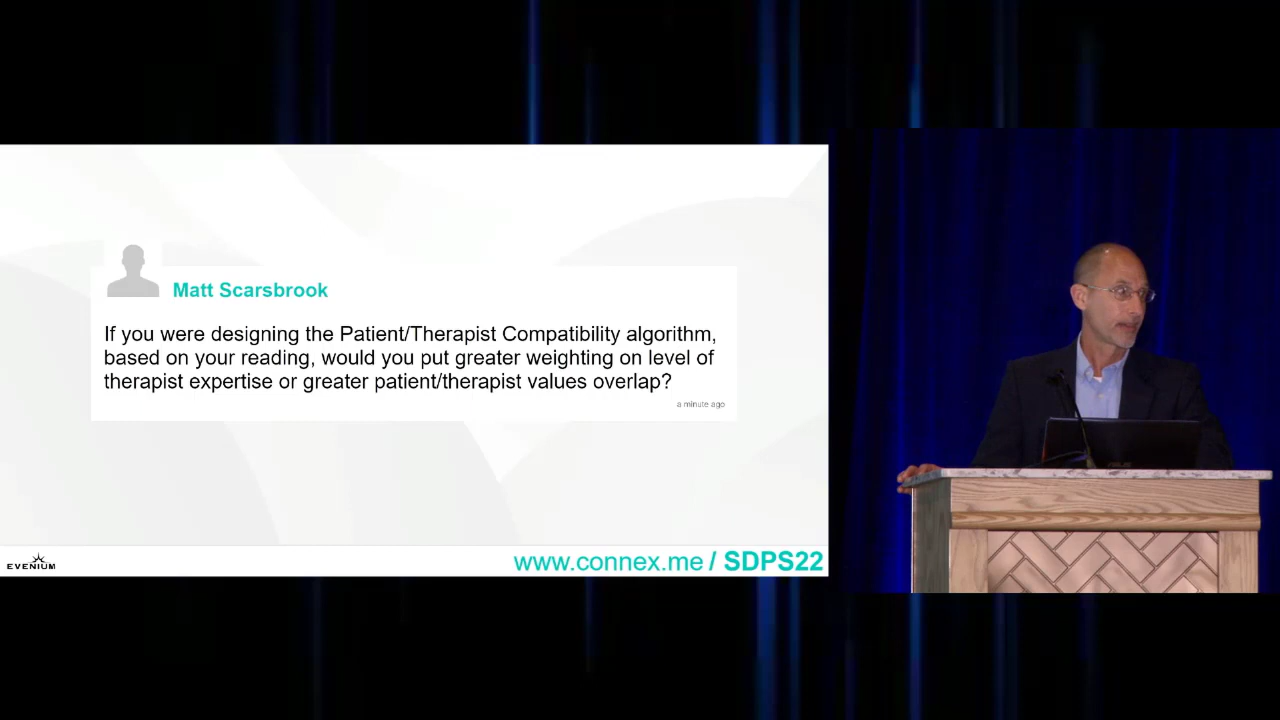 Matt Scarsbrook
If you were designing the Patient/Therapist Compatibility algorithm,
based on your reading, would you put greater weighting on level of
therapist expertise or greater patient/therapist values overlap?
a minute ago
EVENIUM
www.connex.me / SDPS22
ASUS